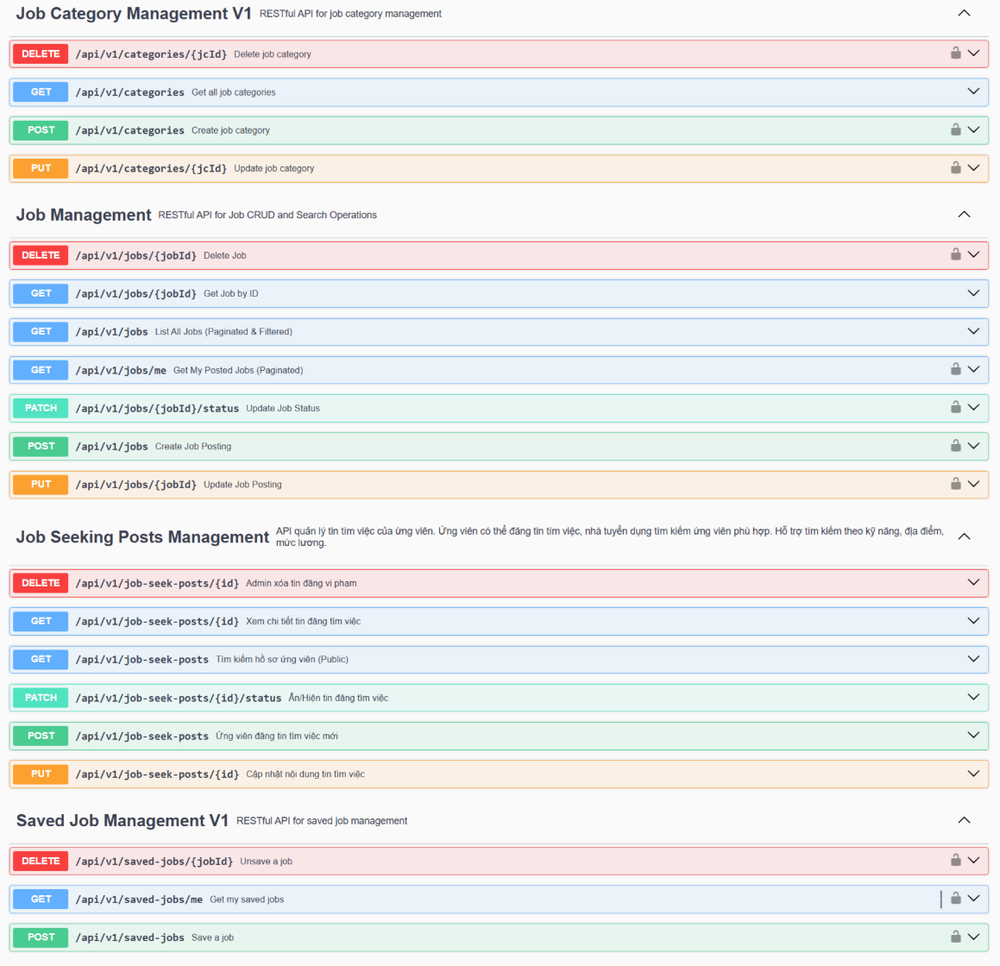 Job Category Management V1 RESTful API for job category management
DELETE /api/v1/categories/{jcId} Delete job category
GET /api/v1/categories Get all job categories
POST /api/v1/categories Create job category
PUT /api/v1/categories/{jcId} Update job category
Job Management RESTful API for Job CRUD and Search Operations
DELETE /api/v1/jobs/{jobId} Delete Job
GET /api/v1/jobs/{jobId} Get Job by ID
GET /api/v1/jobs List All Jobs (Paginated & Filtered)
GET /api/v1/jobs/me Get My Posted Jobs (Paginated)
PATCH /api/v1/jobs/{jobId}/status Update Job Status
POST /api/v1/jobs Create Job Posting
PUT /api/v1/jobs/{jobId} Update Job Posting
Job Seeking Posts Management API quản lý tin tìm việc của ứng viên. Ứng viên có thể đăng tin tìm việc, nhà tuyển dụng tìm kiếm ứng viên phù hợp. Hỗ trợ tìm kiếm theo kỹ năng, địa điểm,
mức lương.
DELETE /api/v1/job-seek-posts/{id} Admin xóa tin đăng vi phạm
GET /api/v1/job-seek-posts/{id} Xem chi tiết tin đăng tìm việc
GET /api/v1/job-seek-posts Tìm kiếm hồ sơ ứng viên (Public)
PATCH /api/v1/job-seek-posts/{id}/status Ẩn/Hiện tin đăng tìm việc
POST /api/v1/job-seek-posts Ứng viên đăng tin tìm việc mới
PUT /api/v1/job-seek-posts/{id} Cập nhật nội dung tin tìm việc
Saved Job Management V1 RESTful API for saved job management
DELETE /api/v1/saved-jobs/{jobId} Unsave a job
GET /api/v1/saved-jobs/me Get my saved jobs
POST /api/v1/saved-jobs Save a job